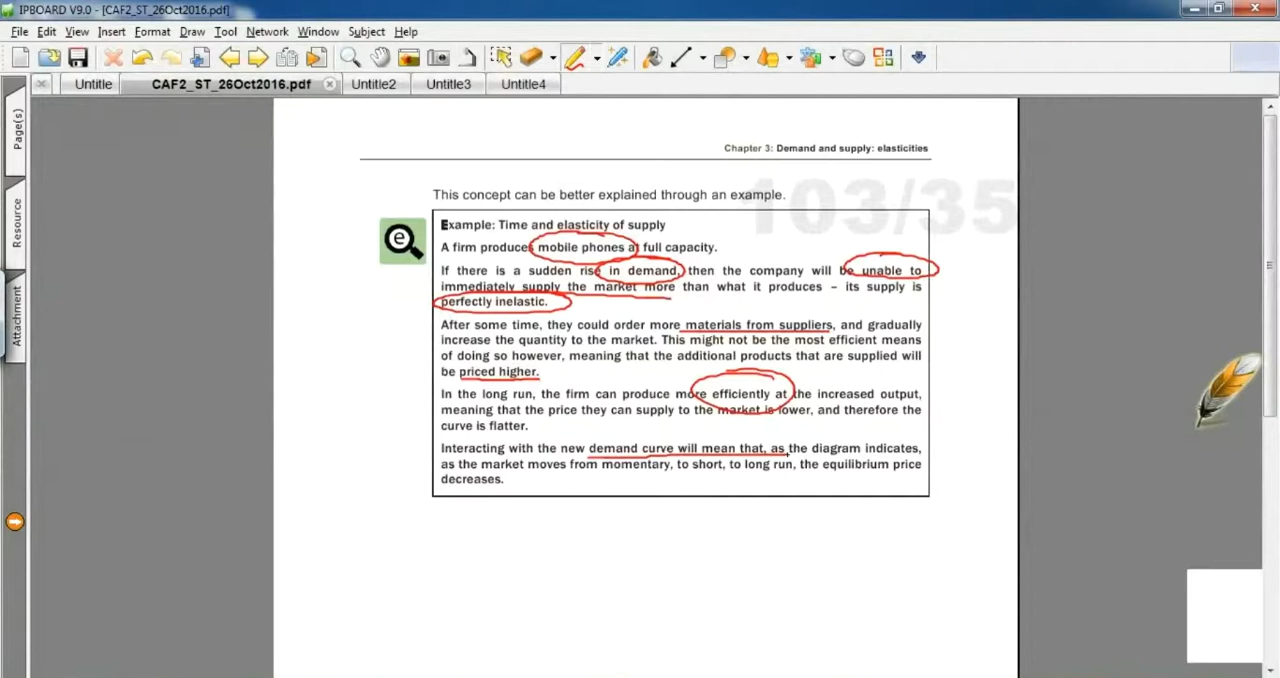 IPBOARD V9.0 - [CAF2_ST_26Oct2016.pdf]
File Edit View Insert Format Draw Tool Network Window Subject Help
Untitle CAF2_ST_26Oct2016.pdf Untitle2 Untitle3 Untitle4
Page(s)
Resource
Attachment
Chapter 3: Demand and supply: elasticities
103/35
This concept can be better explained through an example.
e
Example: Time and elasticity of supply
A firm produces mobile phones at full capacity.
If there is a sudden rise in demand, then the company will be unable to
immediately supply the market more than what it produces – its supply is
perfectly inelastic.
After some time, they could order more materials from suppliers, and gradually
increase the quantity to the market. This might not be the most efficient means
of doing so however, meaning that the additional products that are supplied will
be priced higher.
In the long run, the firm can produce more efficiently at the increased output,
meaning that the price they can supply to the market is lower, and therefore the
curve is flatter.
Interacting with the new demand curve will mean that, as the diagram indicates,
as the market moves from momentary, to short, to long run, the equilibrium price
decreases.